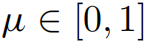 μ ∈ [0, 1]